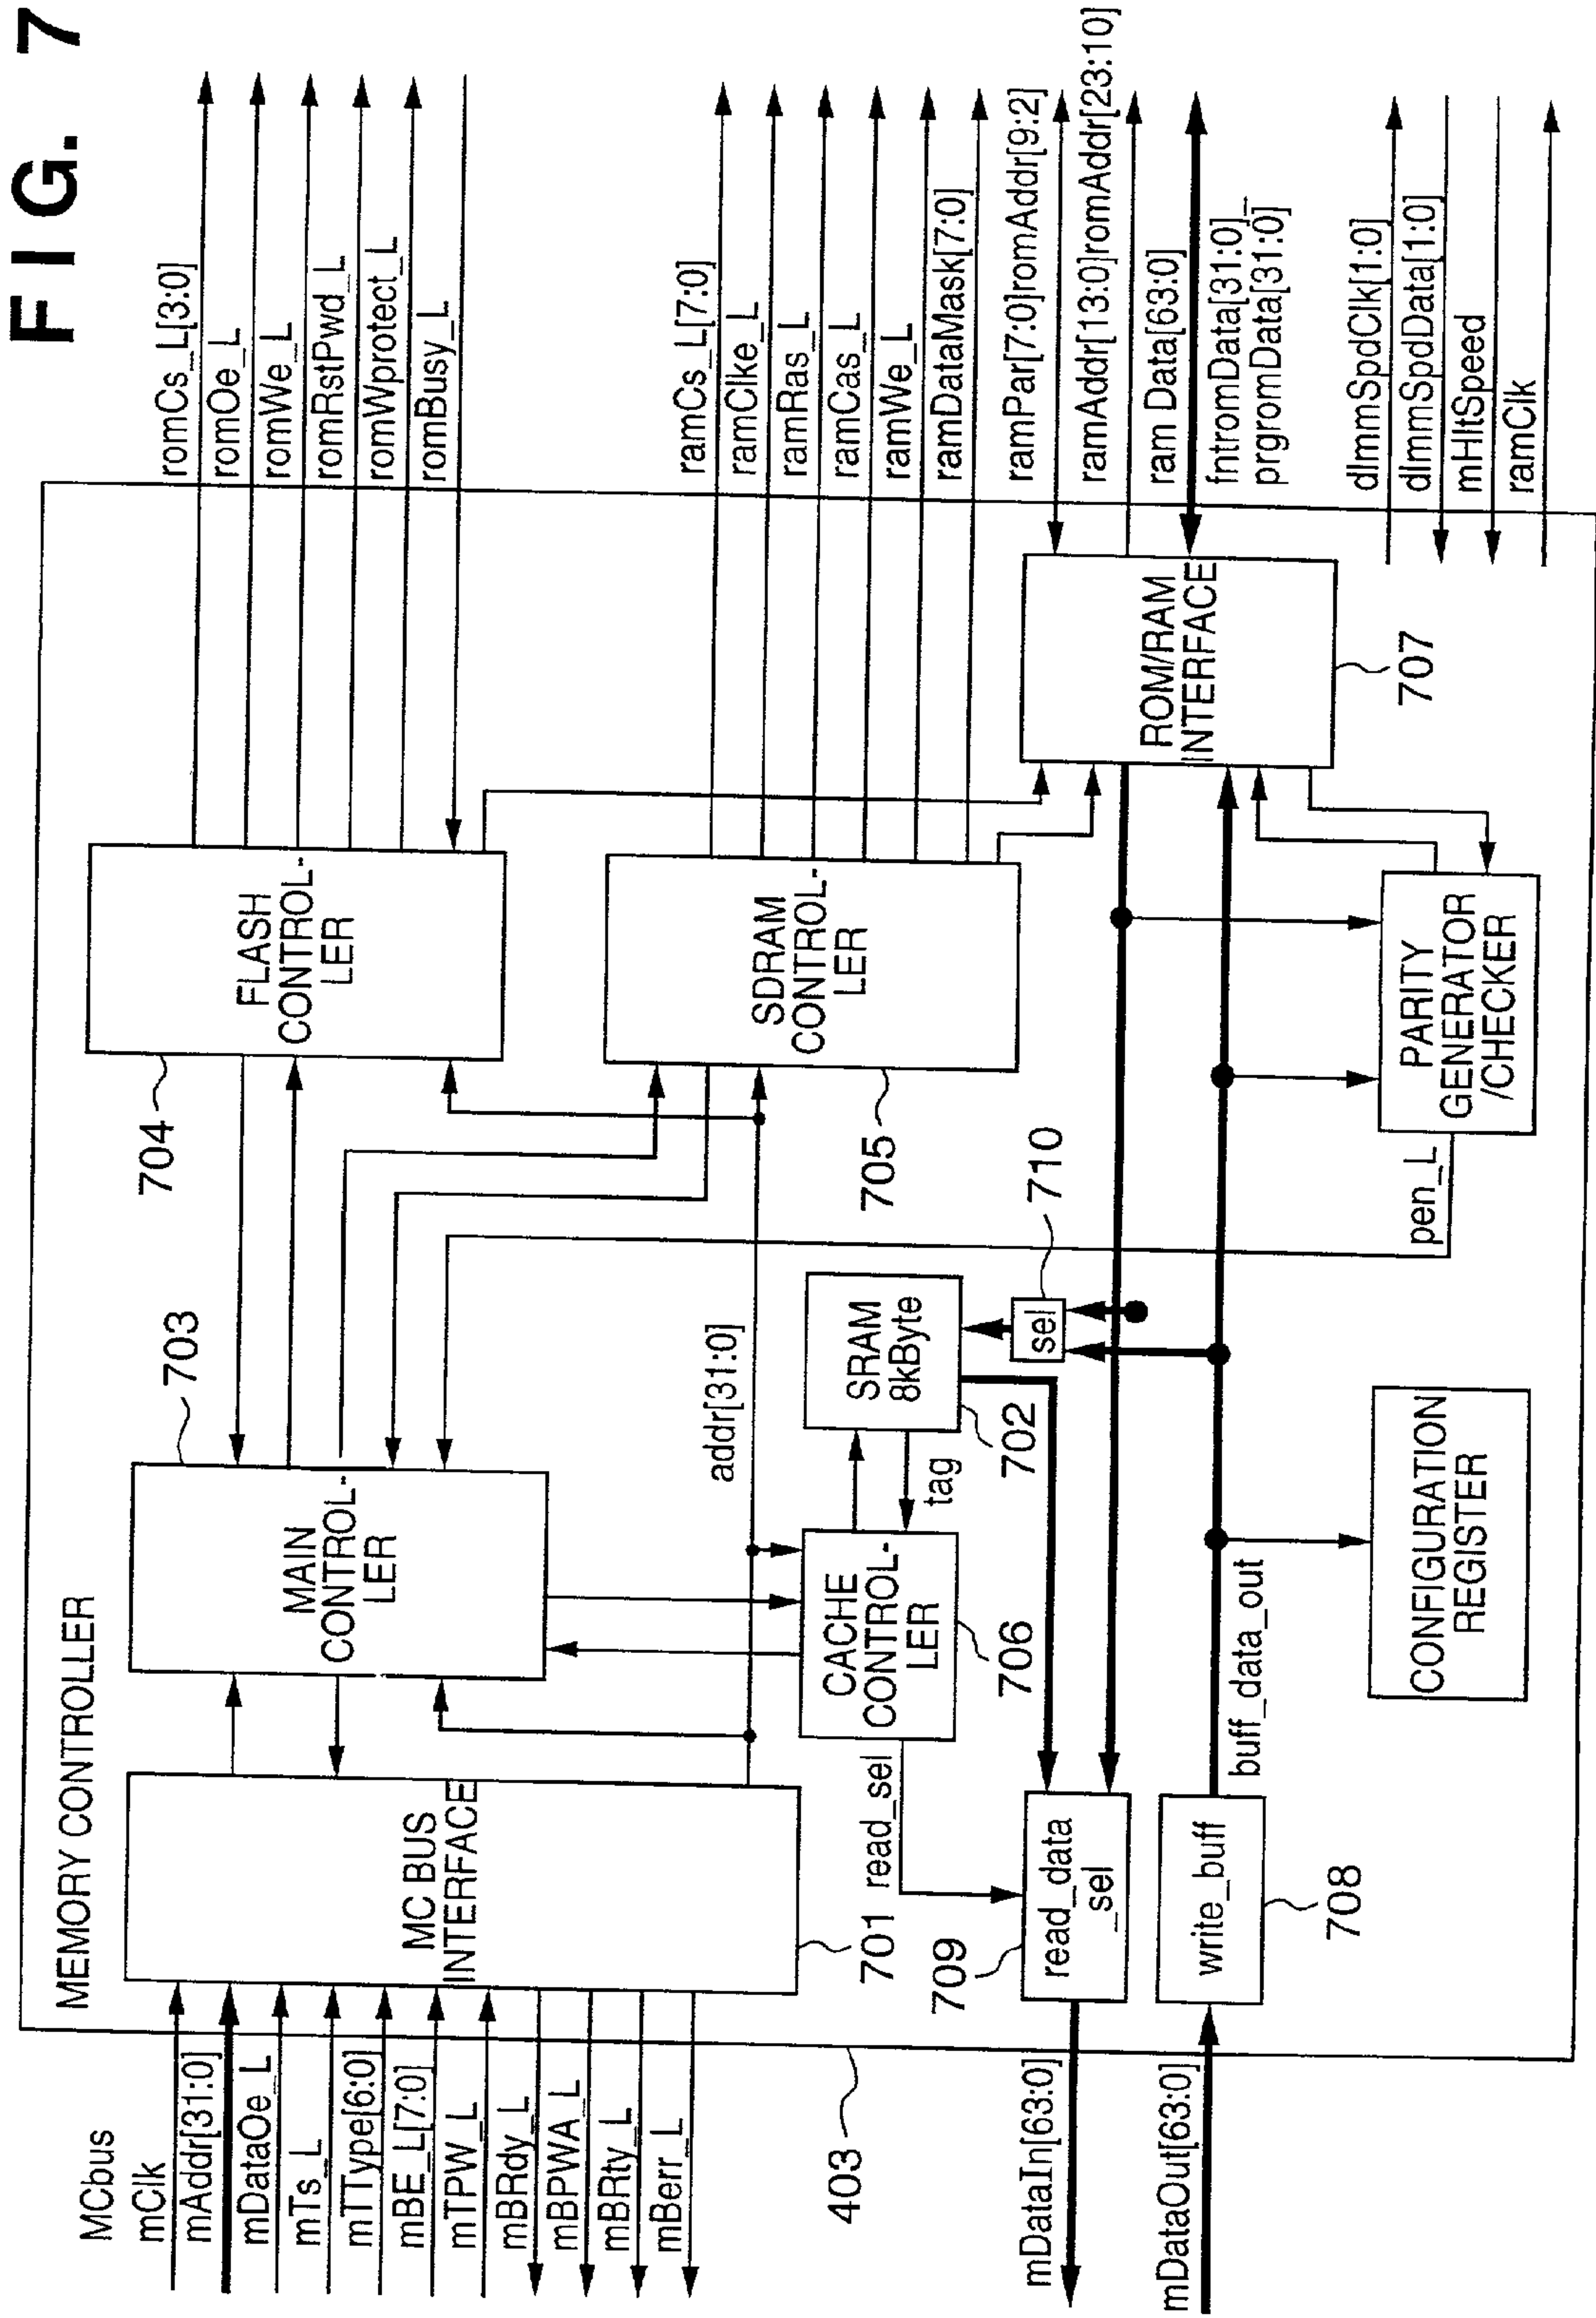 FIG. 7
MEMORY CONTROLLER
MCbus
mClk
mAddr[31:0]
mDataOe_L
mTs_L
mTType[6:0]
mBE_L[7:0]
mTPW_L
mBRdy_L
mBPWA_L
mBRty_L
mBerr_L
403
mDataIn[63:0]
mDataOut[63:0]
MC BUS
INTERFACE
701
read_sel
709
read_data
_sel
write_buff
708
buff_data_out
703
MAIN
CONTROL-
LER
addr[31:0]
CACHE
CONTROL-
LER
706
tag
SRAM
8kByte
702
sel
710
CONFIGURATION
REGISTER
704
FLASH
CONTROL-
LER
SDRAM
CONTROL-
LER
705
pen_L
PARITY
GENERATOR
/CHECKER
ROM/RAM
INTERFACE
707
romCs_L[3:0]
romOe_L
romWe_L
romRstPwd_L
romWprotect_L
romBusy_L
ramCs_L[7:0]
ramClke_L
ramRas_L
ramCas_L
ramWe_L
ramDataMask[7:0]
ramPar[7:0]romAddr[9:2]
ramAddr[13:0]romAddr[23:10]
ram Data[63:0]
fntromData[31:0]_
prgromData[31:0]
dImmSpdClk[1:0]
dImmSpdData[1:0]
mHltSpeed
ramClk